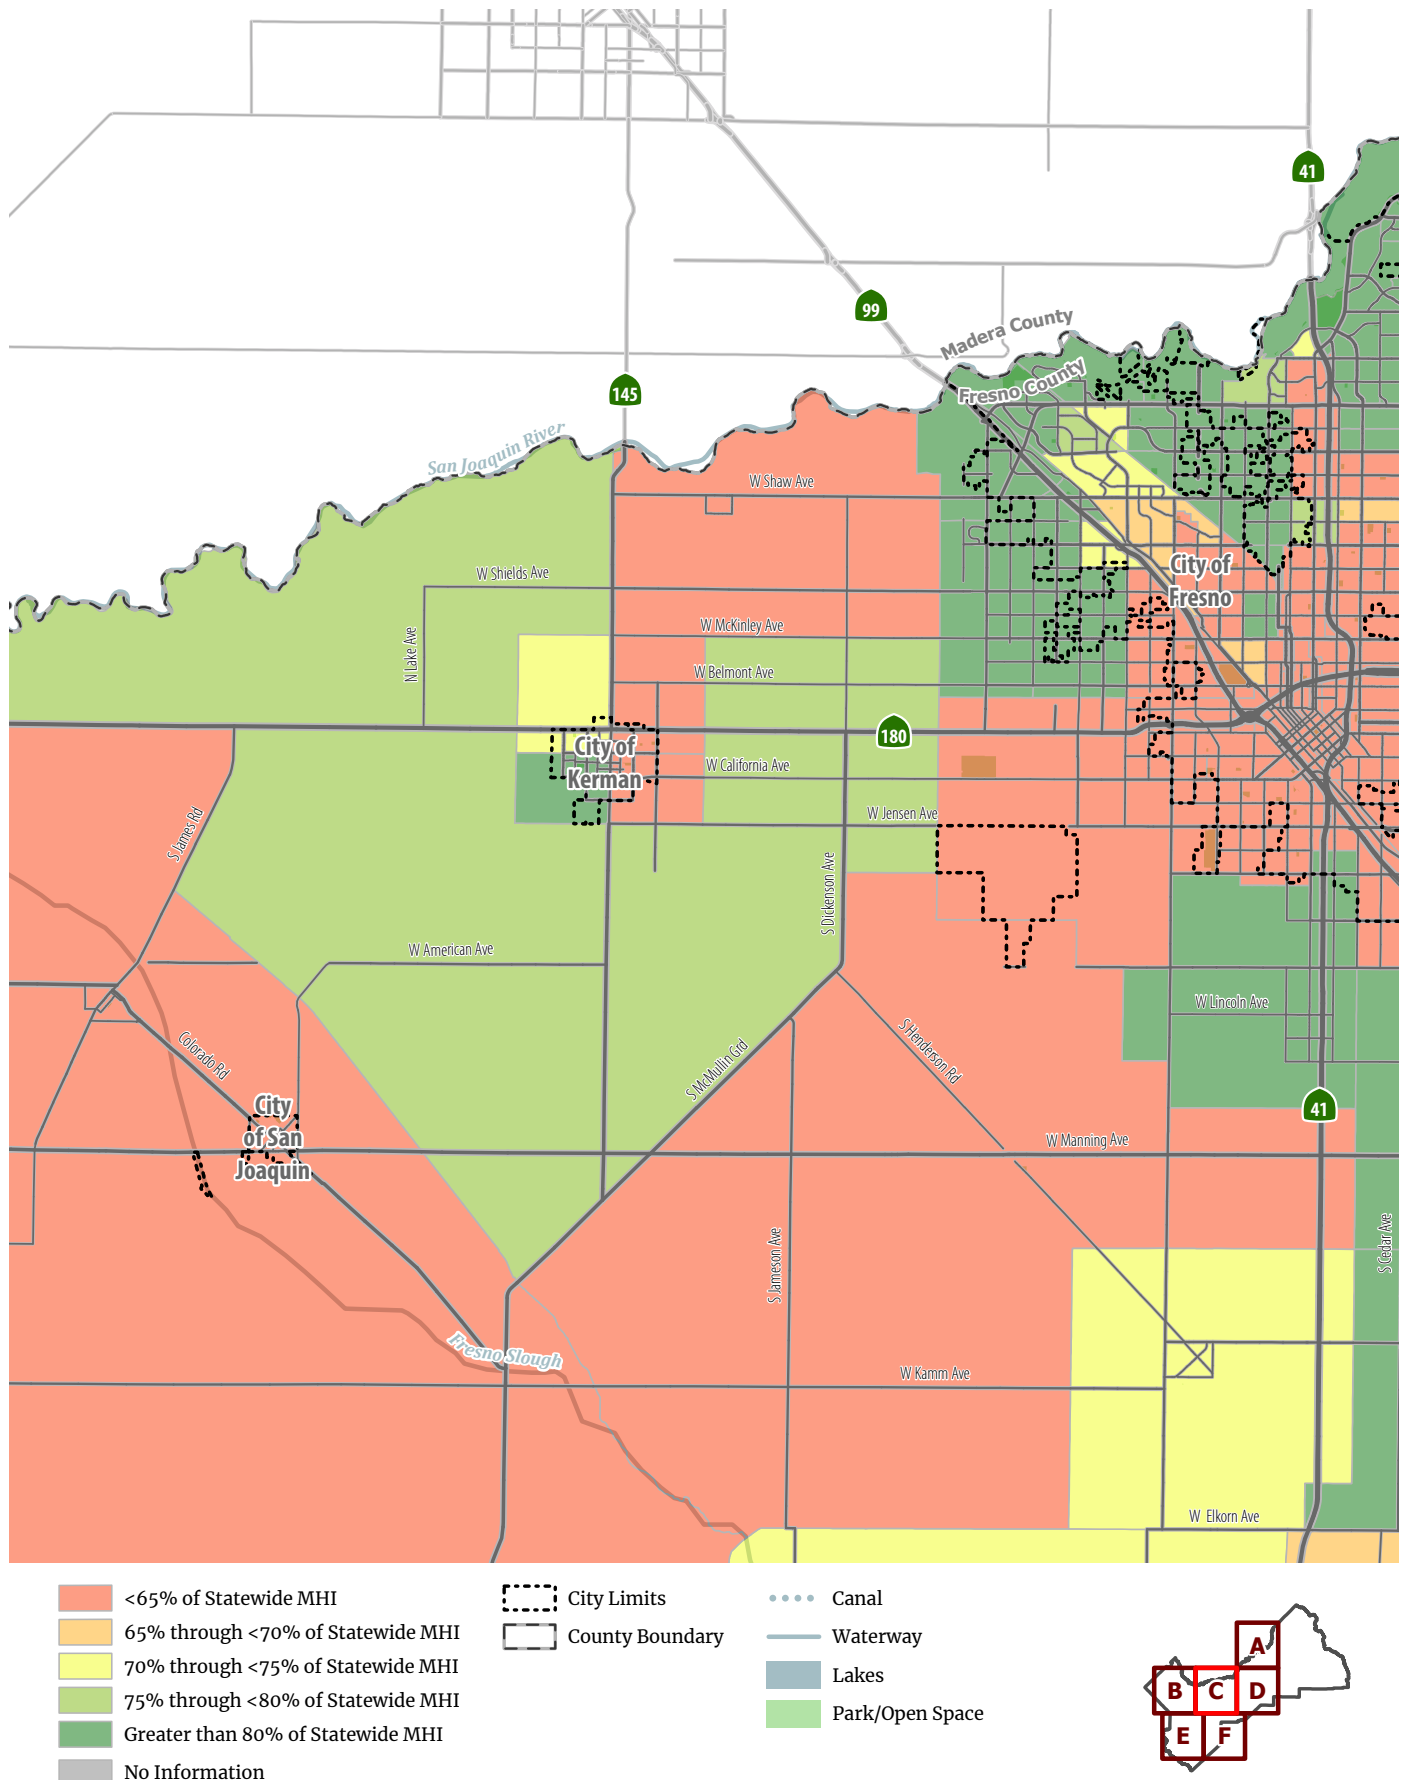 41
99
Madera County
Fresno County
145
San Joaquin River
W Shaw Ave
W Shields Ave
City of
Fresno
W McKinley Ave
N Lake Ave
W Belmont Ave
180
City of
Kerman
W California Ave
W Jensen Ave
S James Rd
S Dickenson Ave
W American Ave
W Lincoln Ave
S Henderson Rd
Colorado Rd
S McMullin Grd
City
of San
Joaquin
41
W Manning Ave
S Cedar Ave
S Jameson Ave
Fresno Slough
W Kamm Ave
W Elkorn Ave
<65% of Statewide MHI
65% through <70% of Statewide MHI
70% through <75% of Statewide MHI
75% through <80% of Statewide MHI
Greater than 80% of Statewide MHI
No Information
City Limits
County Boundary
Canal
Waterway
Lakes
Park/Open Space
A
B C D
E F